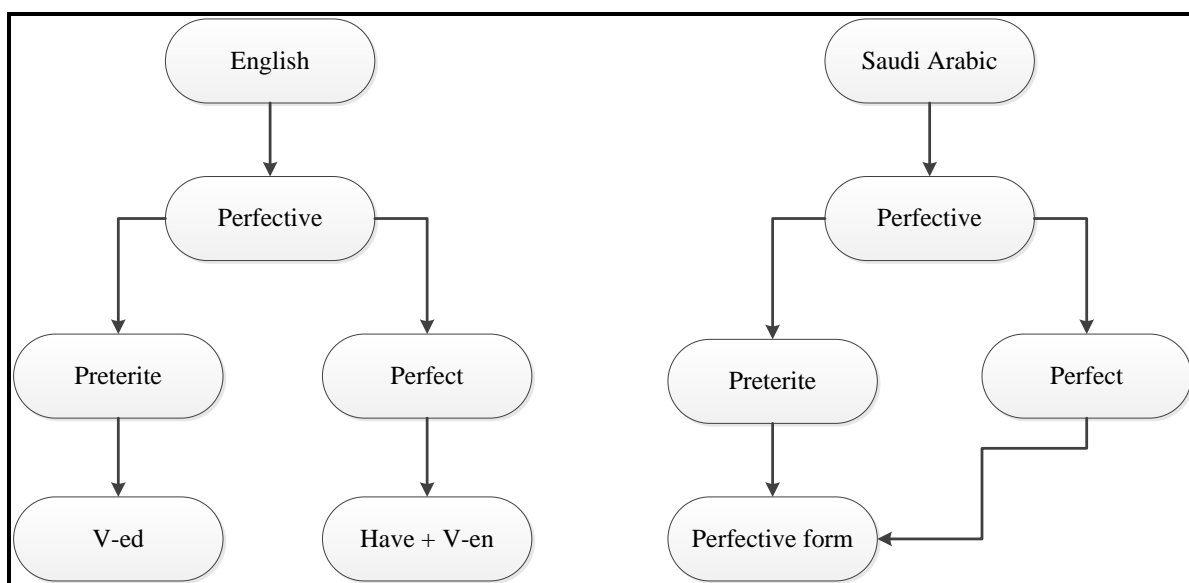 English
Perfective
Preterite
Perfect
V-ed
Have + V-en
Saudi Arabic
Perfective
Preterite
Perfect
Perfective form